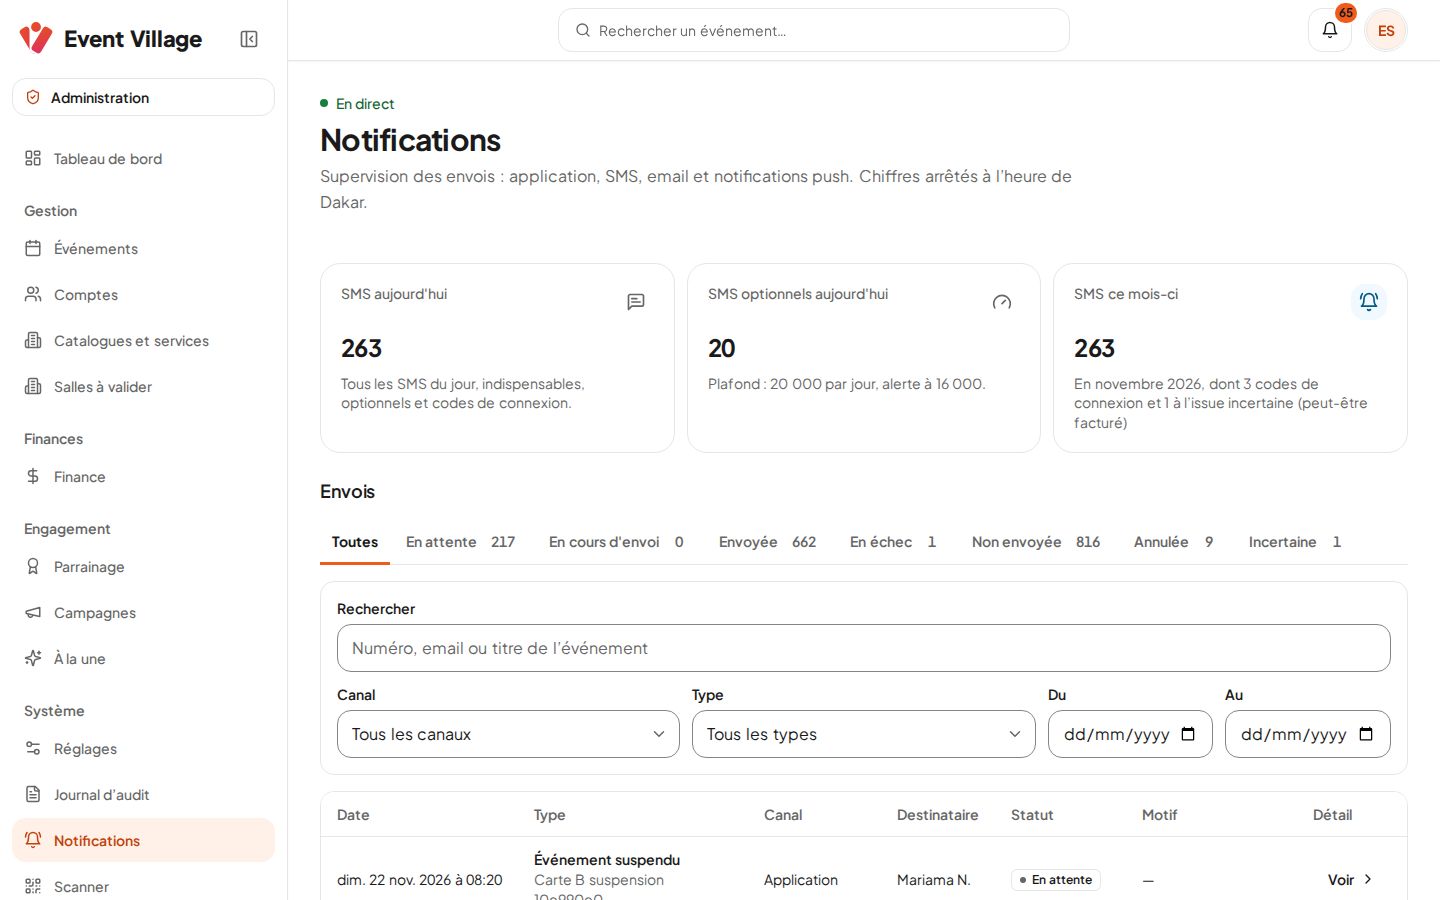 Event Village
Rechercher un événement...
65
ES
Administration
Tableau de bord
Gestion
Événements
Comptes
Catalogues et services
Salles à valider
Finances
Finance
Engagement
Parrainage
Campagnes
À la une
Système
Réglages
Journal d’audit
Notifications
Scanner
En direct
Notifications
Supervision des envois : application, SMS, email et notifications push. Chiffres arrêtés à l’heure de
Dakar.
SMS aujourd'hui
263
Tous les SMS du jour, indispensables,
optionnels et codes de connexion.
SMS optionnels aujourd'hui
20
Plafond : 20 000 par jour, alerte à 16 000.
SMS ce mois-ci
263
En novembre 2026, dont 3 codes de
connexion et 1 à l’issue incertaine (peut-être
facturé)
Envois
Toutes En attente 217 En cours d'envoi 0 Envoyée 662 En échec 1 Non envoyée 816 Annulée 9 Incertaine 1
Rechercher
Numéro, email ou titre de l’événement
Canal Type Du Au
Tous les canaux Tous les types dd/mm/yyyy dd/mm/yyyy
Date Type Canal Destinataire Statut Motif Détail
Événement suspendu
dim. 22 nov. 2026 à 08:20 Carte B suspension Application Mariama N. En attente — Voir